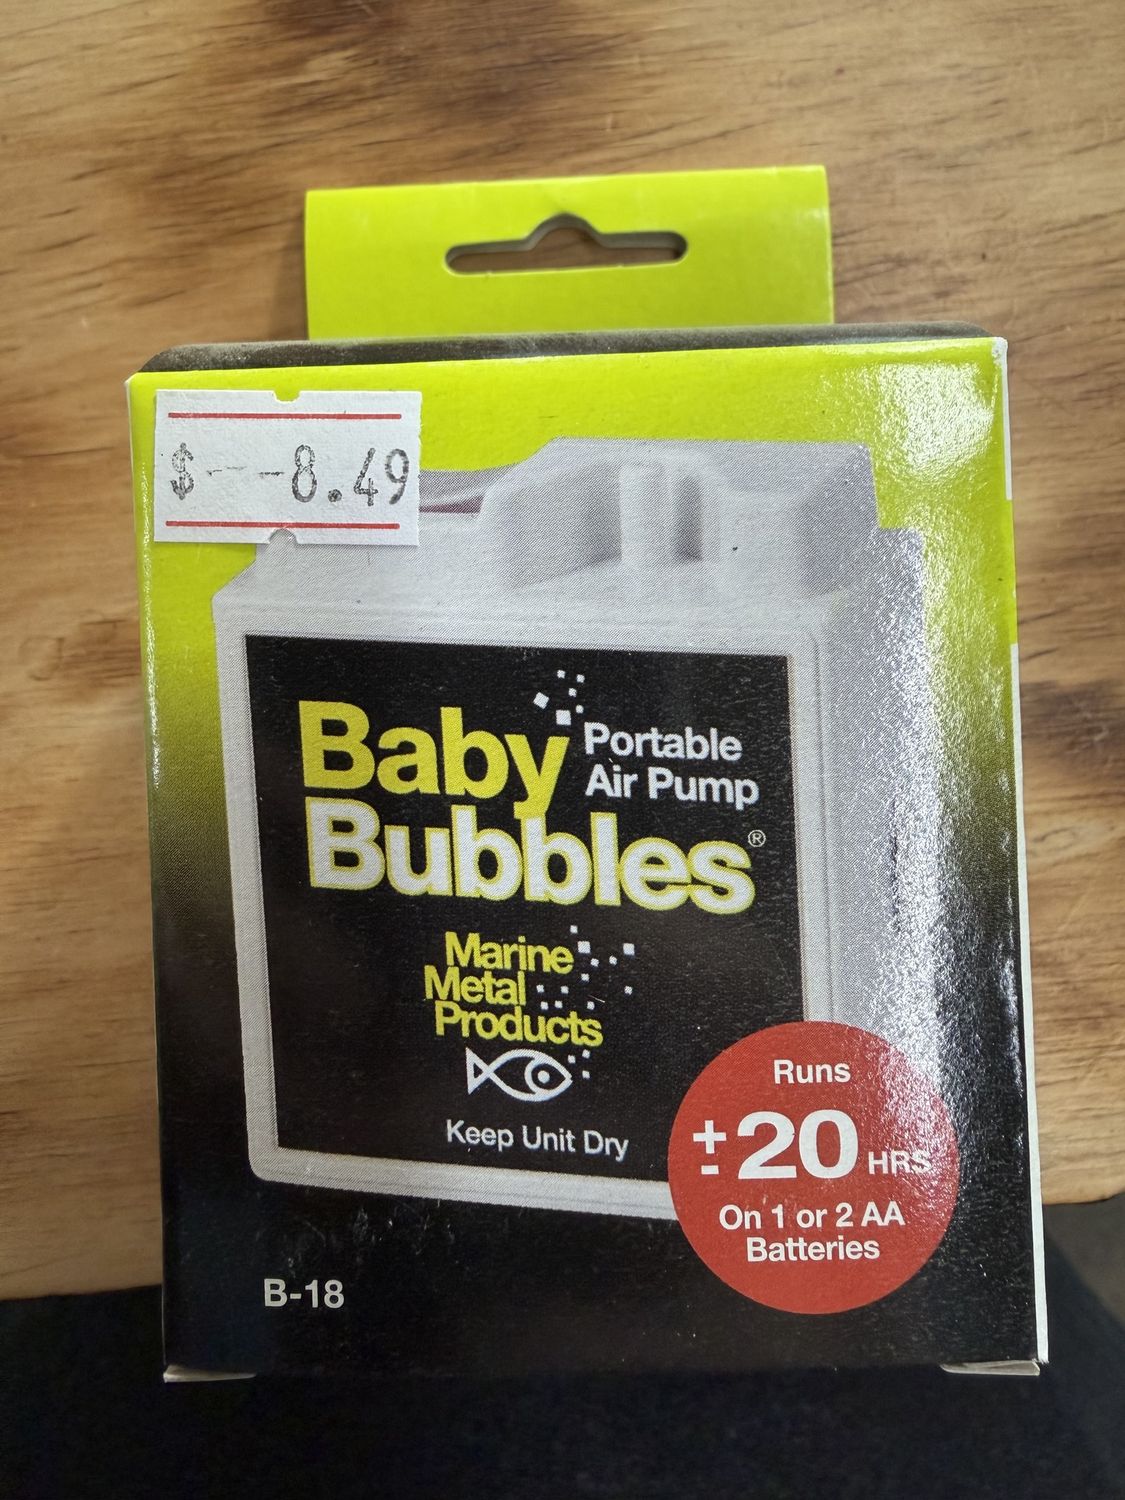 $---8.49
Baby
Bubbles®
Portable
Air Pump
Marine
Metal
Products
Keep Unit Dry
Runs
±20 HRS
On 1 or 2 AA
Batteries
B-18